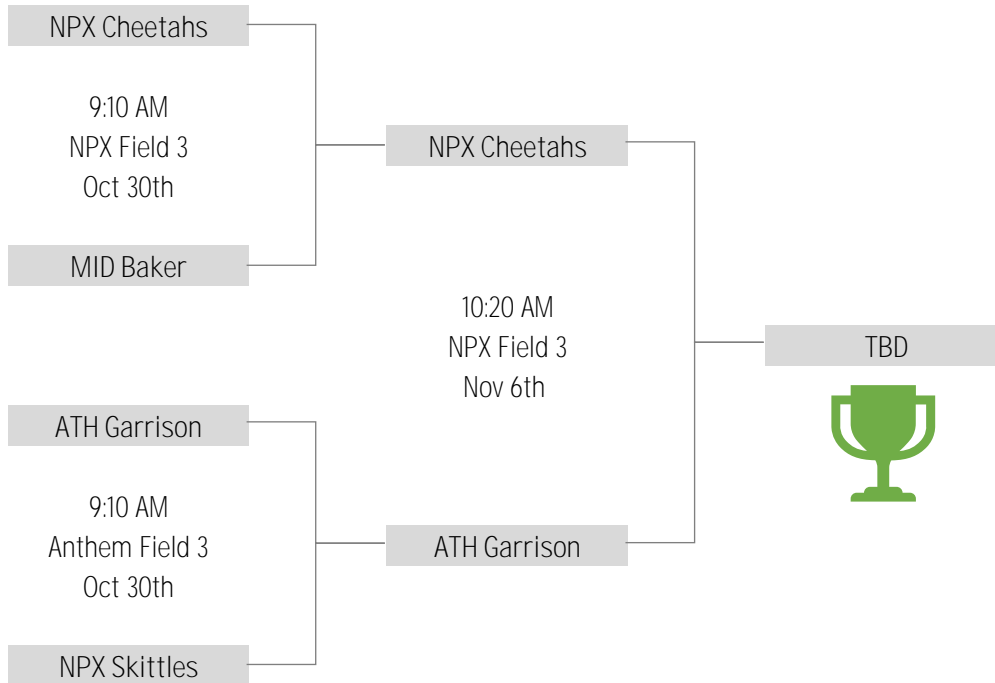 NPX Cheetahs
9:10 AM
NPX Field 3
Oct 30th
MID Baker
ATH Garrison
9:10 AM
Anthem Field 3
Oct 30th
NPX Skittles
NPX Cheetahs
10:20 AM
NPX Field 3
Nov 6th
ATH Garrison
TBD